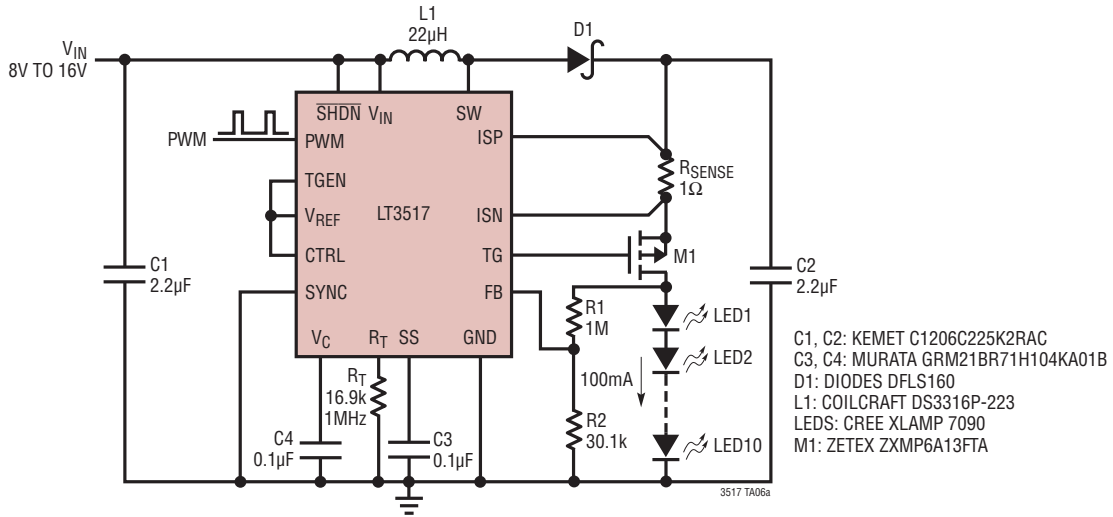 L1
22µH
D1
VIN
8V TO 16V
SHDN VIN SW
PWM
PWM
ISP
RSENSE
1Ω
TGEN
LT3517
VREF
ISN
CTRL
TG
M1
C1
2.2µF
C2
2.2µF
SYNC
FB
R1
1M
LED1
VC RT SS GND
LED2
RT
16.9k
1MHz
100mA
R2
30.1k
C4
0.1µF
C3
0.1µF
LED10
C1, C2: KEMET C1206C225K2RAC
C3, C4: MURATA GRM21BR71H104KA01B
D1: DIODES DFLS160
L1: COILCRAFT DS3316P-223
LEDS: CREE XLAMP 7090
M1: ZETEX ZXMP6A13FTA
3517 TA06a